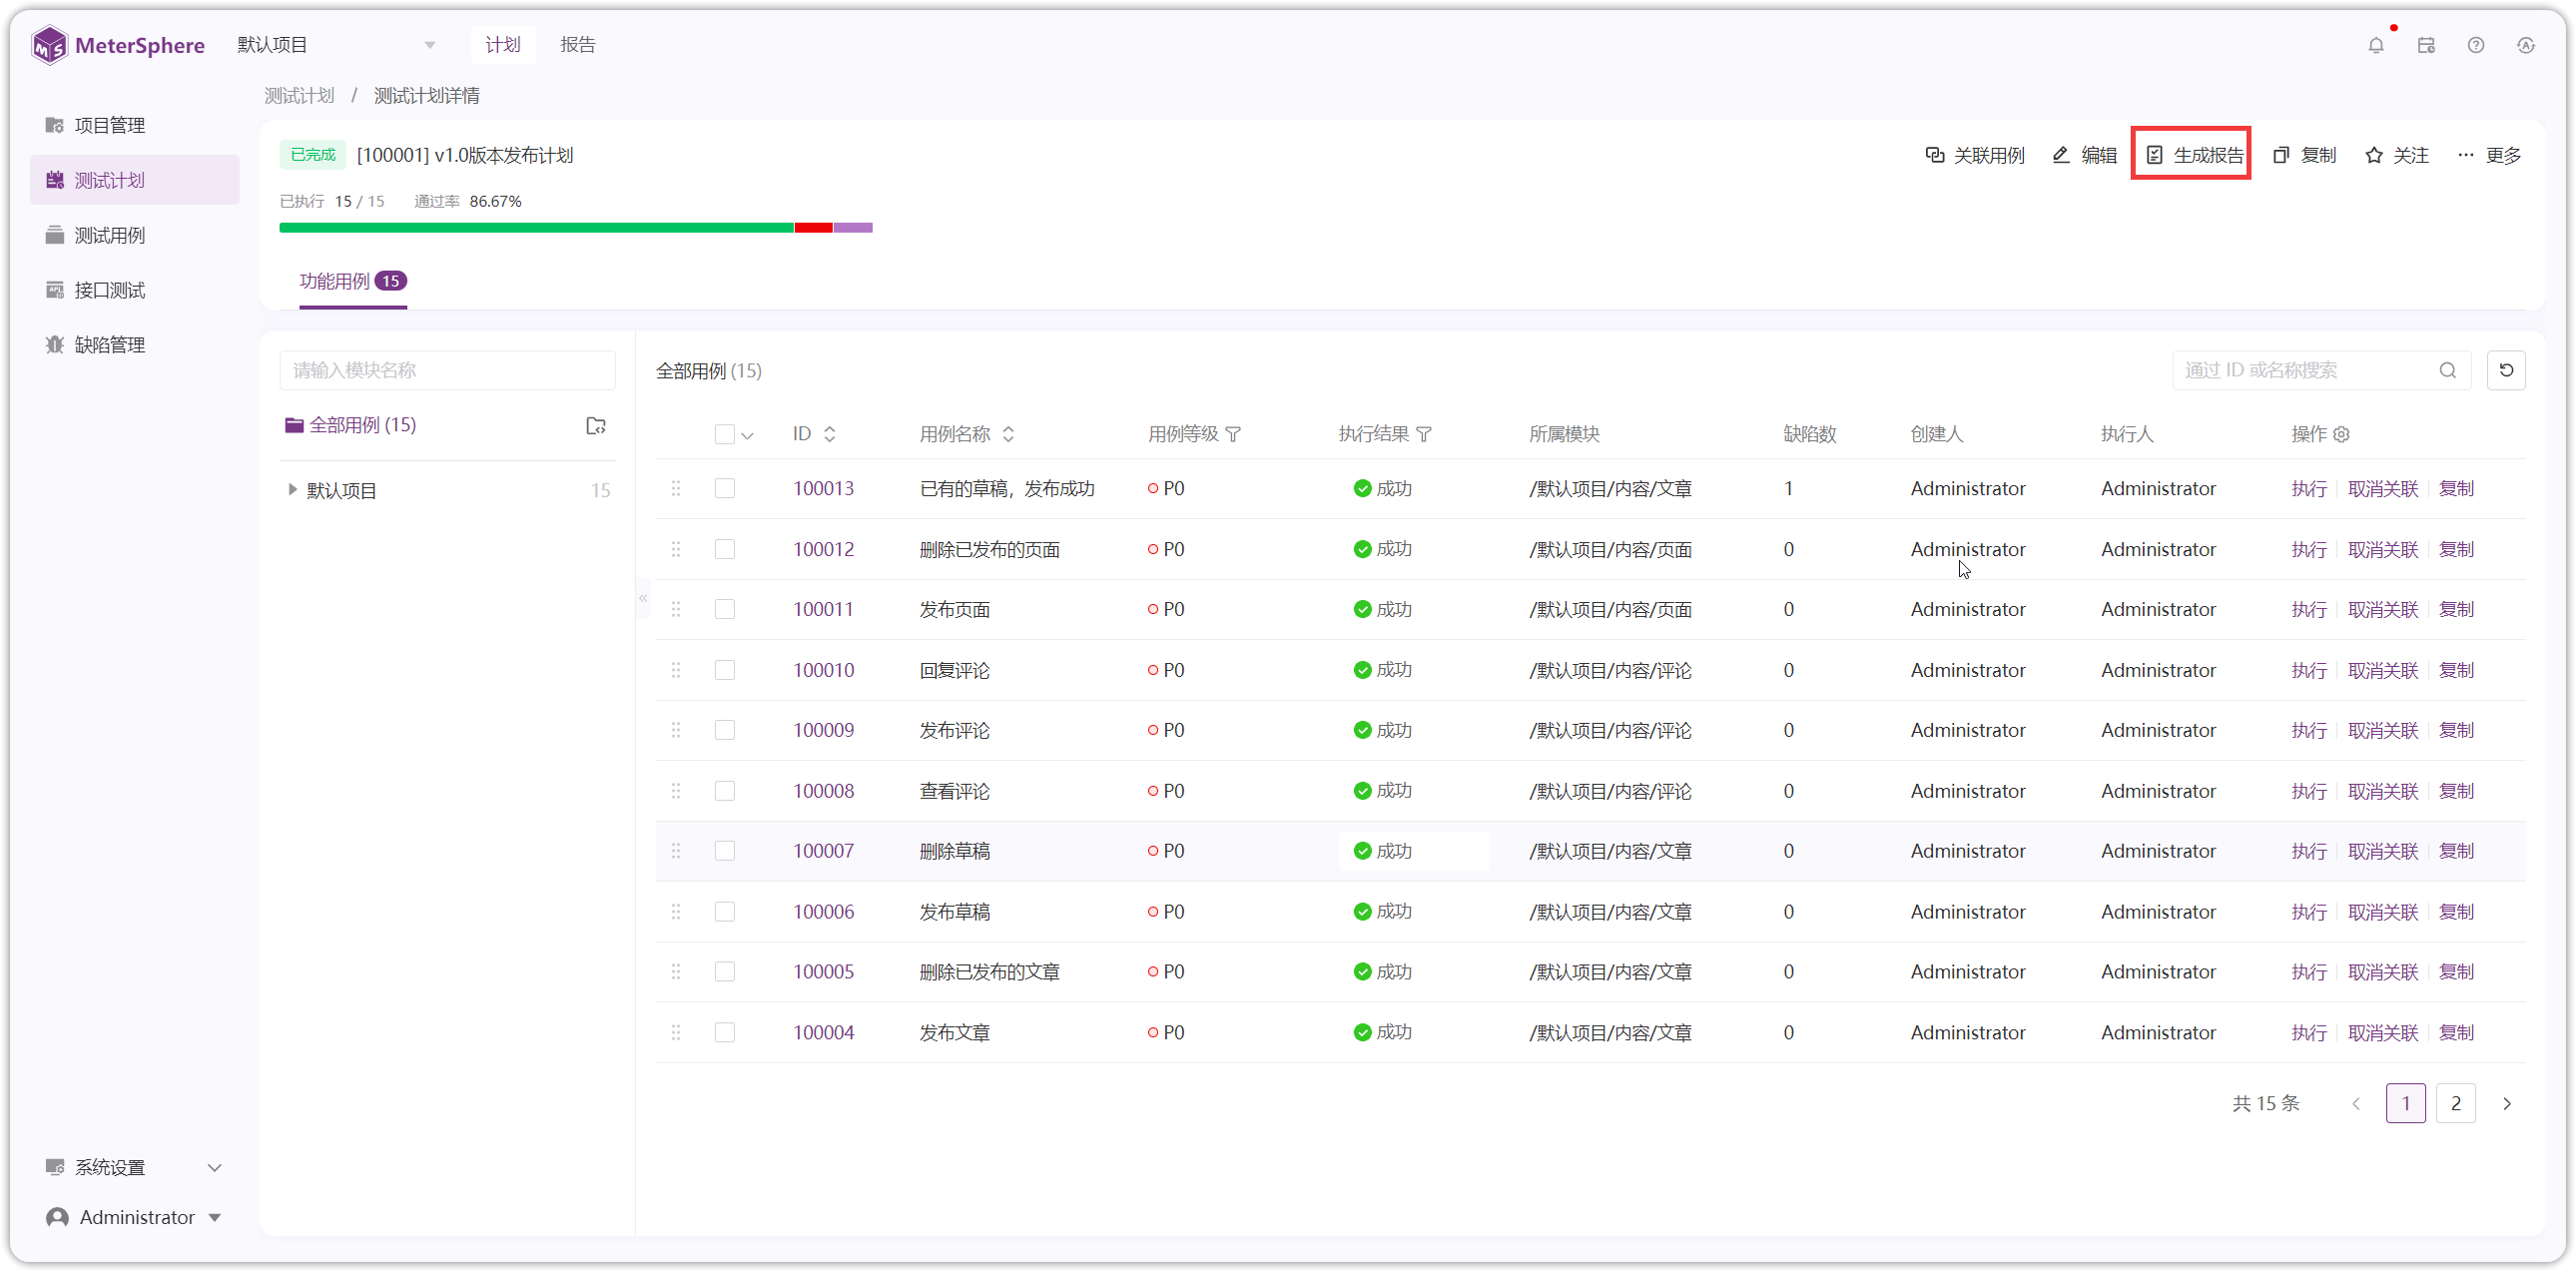 MeterSphere 默认项目 计划 报告
测试计划 / 测试计划详情
项目管理
测试计划
测试用例
接口测试
缺陷管理
系统设置
Administrator
已完成 [100001] v1.0版本发布计划
关联用例 编辑 生成报告 复制 关注 更多
已执行 15 / 15 通过率 86.67%
功能用例 15
请输入模块名称
全部用例 (15)
默认项目 15
全部用例 (15)
通过 ID 或名称搜索
ID 用例名称 用例等级 执行结果 所属模块 缺陷数 创建人 执行人 操作
100013 已有的草稿，发布成功 P0 成功 /默认项目/内容/文章 1 Administrator Administrator 执行 取消关联 复制
100012 删除已发布的页面 P0 成功 /默认项目/内容/页面 0 Administrator Administrator 执行 取消关联 复制
100011 发布页面 P0 成功 /默认项目/内容/页面 0 Administrator Administrator 执行 取消关联 复制
100010 回复评论 P0 成功 /默认项目/内容/评论 0 Administrator Administrator 执行 取消关联 复制
100009 发布评论 P0 成功 /默认项目/内容/评论 0 Administrator Administrator 执行 取消关联 复制
100008 查看评论 P0 成功 /默认项目/内容/评论 0 Administrator Administrator 执行 取消关联 复制
100007 删除草稿 P0 成功 /默认项目/内容/文章 0 Administrator Administrator 执行 取消关联 复制
100006 发布草稿 P0 成功 /默认项目/内容/文章 0 Administrator Administrator 执行 取消关联 复制
100005 删除已发布的文章 P0 成功 /默认项目/内容/文章 0 Administrator Administrator 执行 取消关联 复制
100004 发布文章 P0 成功 /默认项目/内容/文章 0 Administrator Administrator 执行 取消关联 复制
共 15 条 1 2